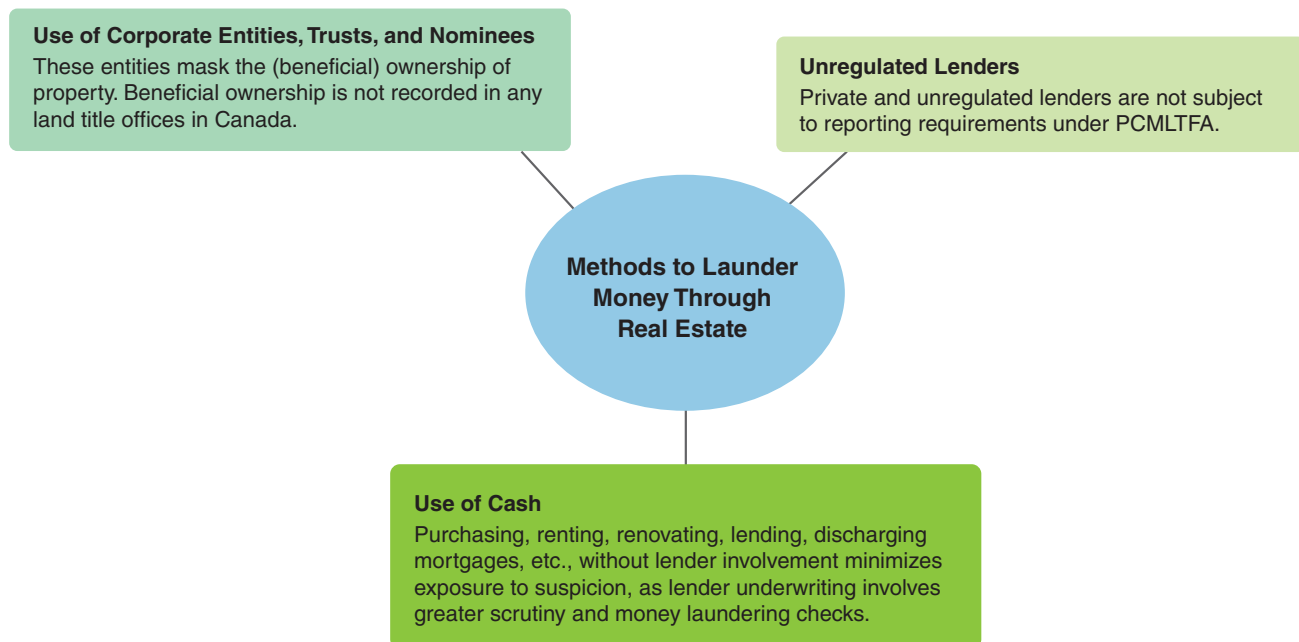 Use of Corporate Entities, Trusts, and Nominees
These entities mask the (beneficial) ownership of
property. Beneficial ownership is not recorded in any
land title offices in Canada.
Unregulated Lenders
Private and unregulated lenders are not subject
to reporting requirements under PCMLTFA.
Methods to Launder
Money Through
Real Estate
Use of Cash
Purchasing, renting, renovating, lending, discharging
mortgages, etc., without lender involvement minimizes
exposure to suspicion, as lender underwriting involves
greater scrutiny and money laundering checks.